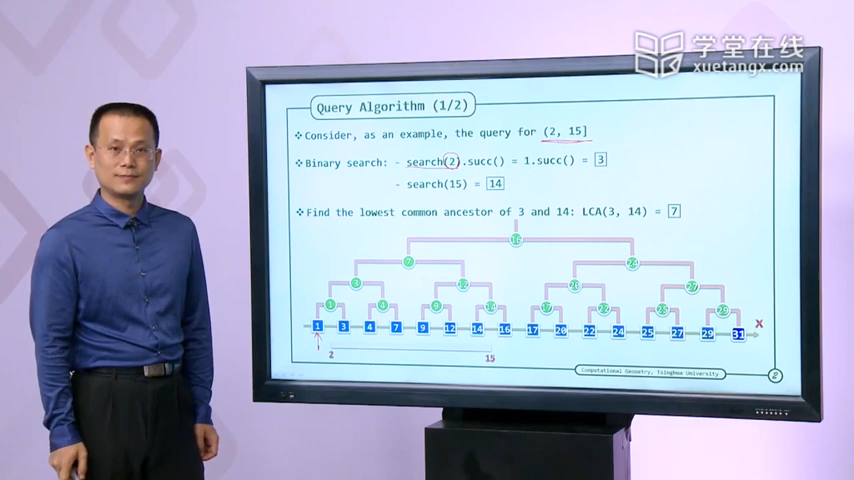 学堂在线
xuetangx.com
Query Algorithm (1/2)
❖ Consider, as an example, the query for (2, 15]
❖ Binary search: - search(2).succ() = 1.succ() = 3
- search(15) = 14
❖ Find the lowest common ancestor of 3 and 14: LCA(3, 14) = 7
16
7 24
3 12 20 27
1 4 9 14 17 22 25 29
1 3 4 7 9 12 14 16 17 20 22 24 25 27 29 31 X
2 15
Computational Geometry, Tsinghua University
2